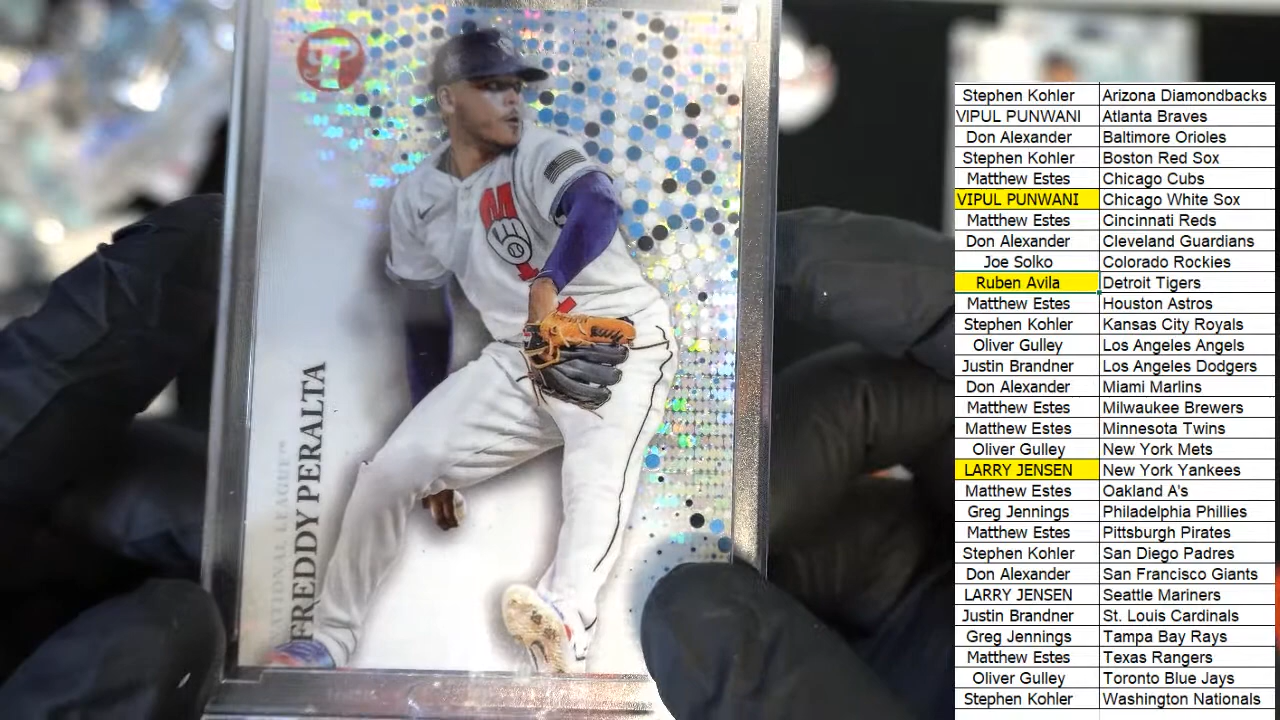 NATIONAL LEAGUE™
FREDDY PERALTA
M
Stephen Kohler Arizona Diamondbacks
VIPUL PUNWANI Atlanta Braves
Don Alexander Baltimore Orioles
Stephen Kohler Boston Red Sox
Matthew Estes Chicago Cubs
VIPUL PUNWANI Chicago White Sox
Matthew Estes Cincinnati Reds
Don Alexander Cleveland Guardians
Joe Solko Colorado Rockies
Ruben Avila Detroit Tigers
Matthew Estes Houston Astros
Stephen Kohler Kansas City Royals
Oliver Gulley Los Angeles Angels
Justin Brandner Los Angeles Dodgers
Don Alexander Miami Marlins
Matthew Estes Milwaukee Brewers
Matthew Estes Minnesota Twins
Oliver Gulley New York Mets
LARRY JENSEN New York Yankees
Matthew Estes Oakland A's
Greg Jennings Philadelphia Phillies
Matthew Estes Pittsburgh Pirates
Stephen Kohler San Diego Padres
Don Alexander San Francisco Giants
LARRY JENSEN Seattle Mariners
Justin Brandner St. Louis Cardinals
Greg Jennings Tampa Bay Rays
Matthew Estes Texas Rangers
Oliver Gulley Toronto Blue Jays
Stephen Kohler Washington Nationals